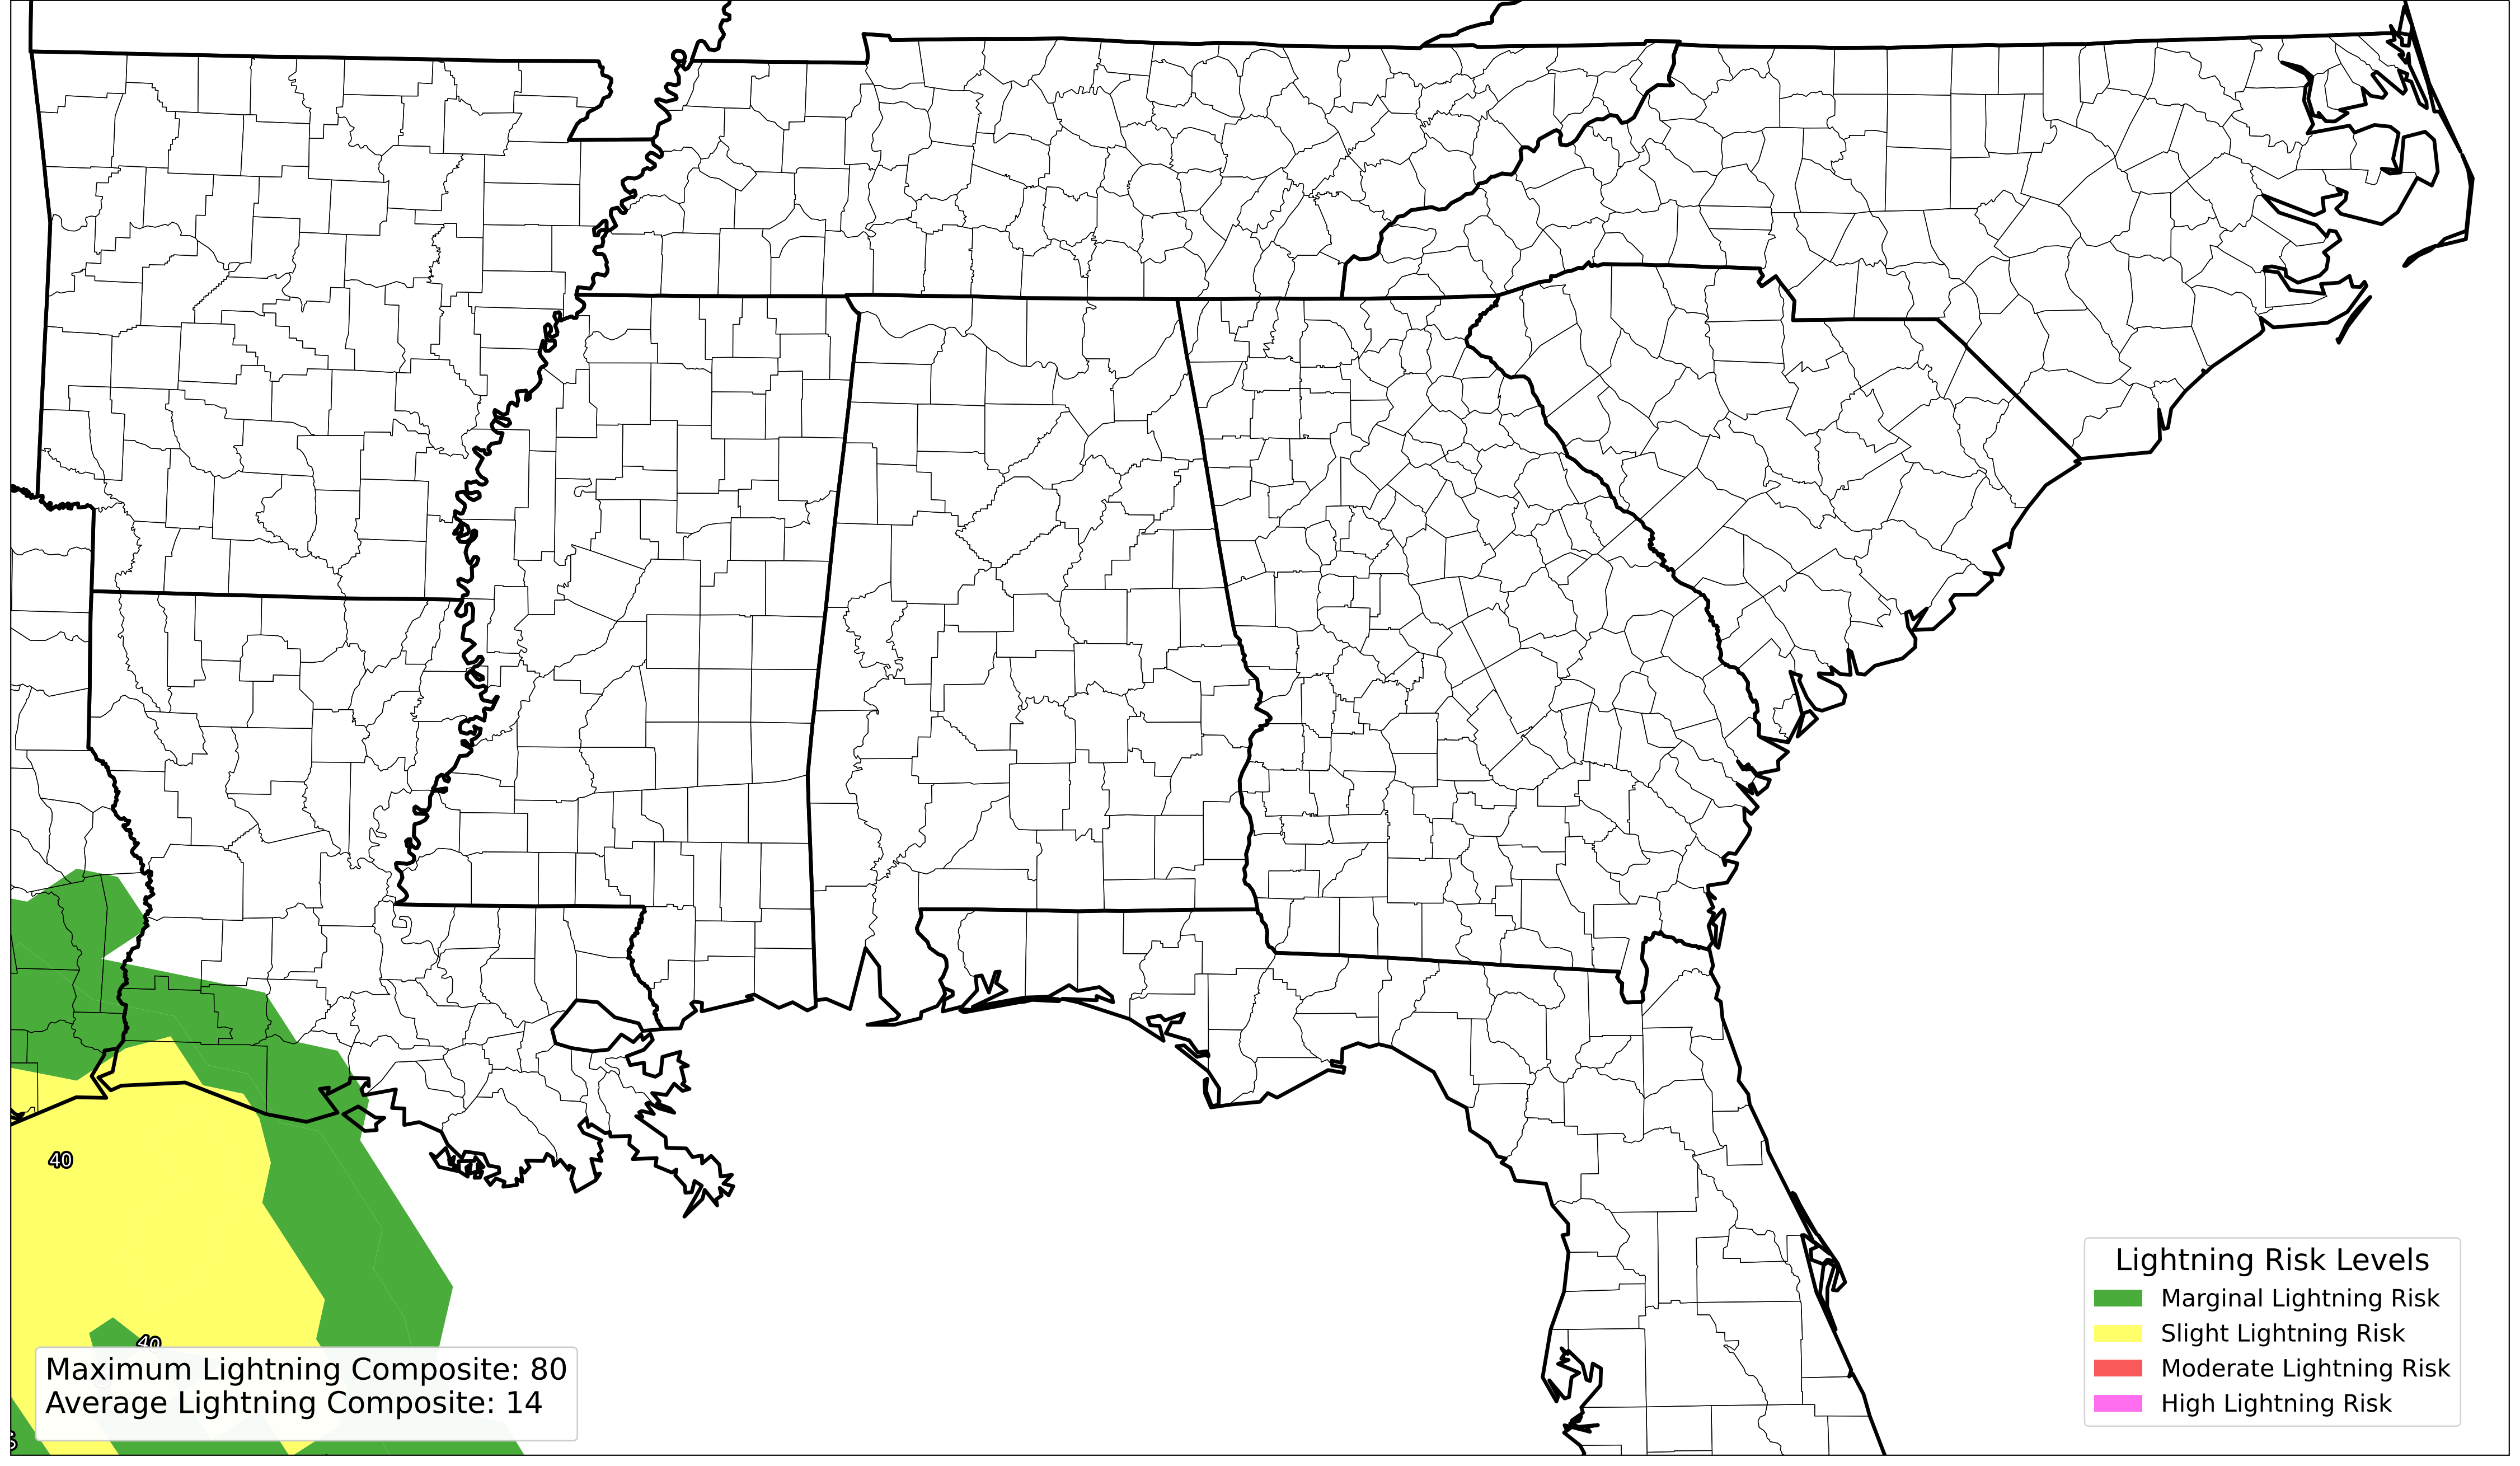 40
40
Maximum Lightning Composite: 80
Average Lightning Composite: 14
Lightning Risk Levels
Marginal Lightning Risk
Slight Lightning Risk
Moderate Lightning Risk
High Lightning Risk